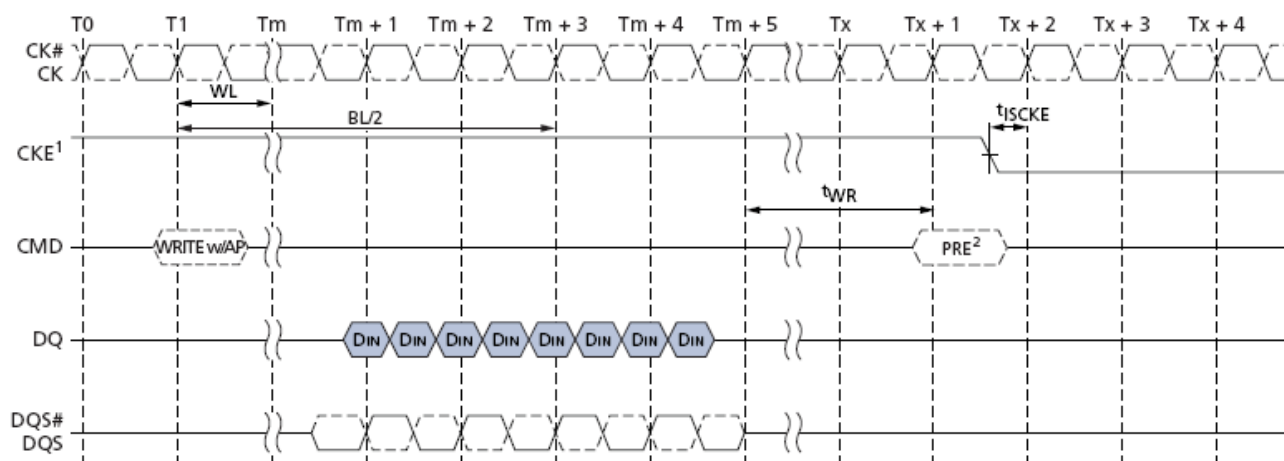 T0 T1 Tm Tm + 1 Tm + 2 Tm + 3 Tm + 4 Tm + 5 Tx Tx + 1 Tx + 2 Tx + 3 Tx + 4
CK#
CK
WL
BL/2
tISCKE
CKE1
tWR
CMD WRITE w/AP PRE2
DQ DIN DIN DIN DIN DIN DIN DIN DIN
DQS#
DQS